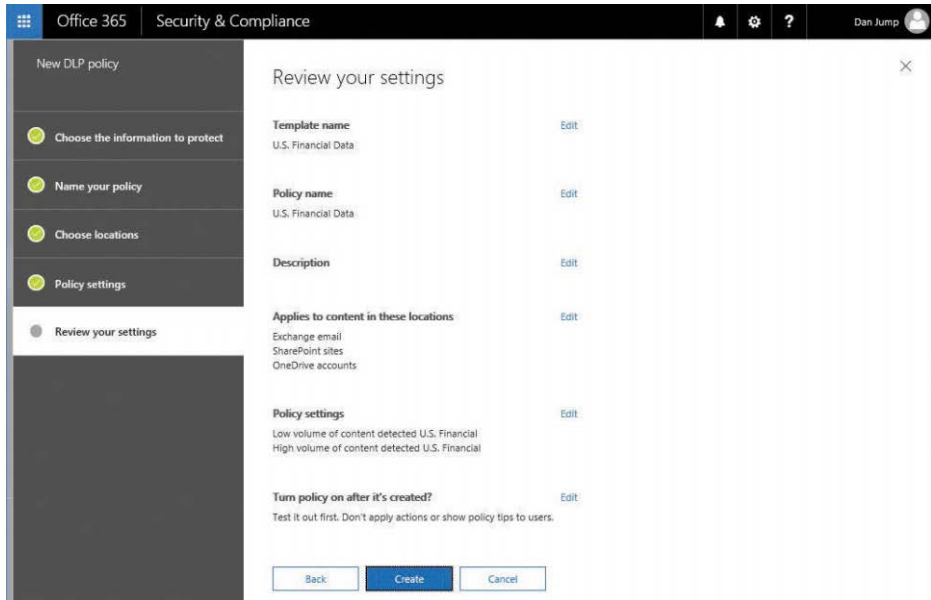 Office 365 Security & Compliance ? Dan Jump
New DLP policy
Choose the information to protect
Name your policy
Choose locations
Policy settings
Review your settings
Review your settings
Template name Edit
U.S. Financial Data
Policy name Edit
U.S. Financial Data
Description Edit
Applies to content in these locations Edit
Exchange email
SharePoint sites
OneDrive accounts
Policy settings Edit
Low volume of content detected U.S. Financial
High volume of content detected U.S. Financial
Turn policy on after it's created? Edit
Test it out first. Don't apply actions or show policy tips to users.
Back Create Cancel